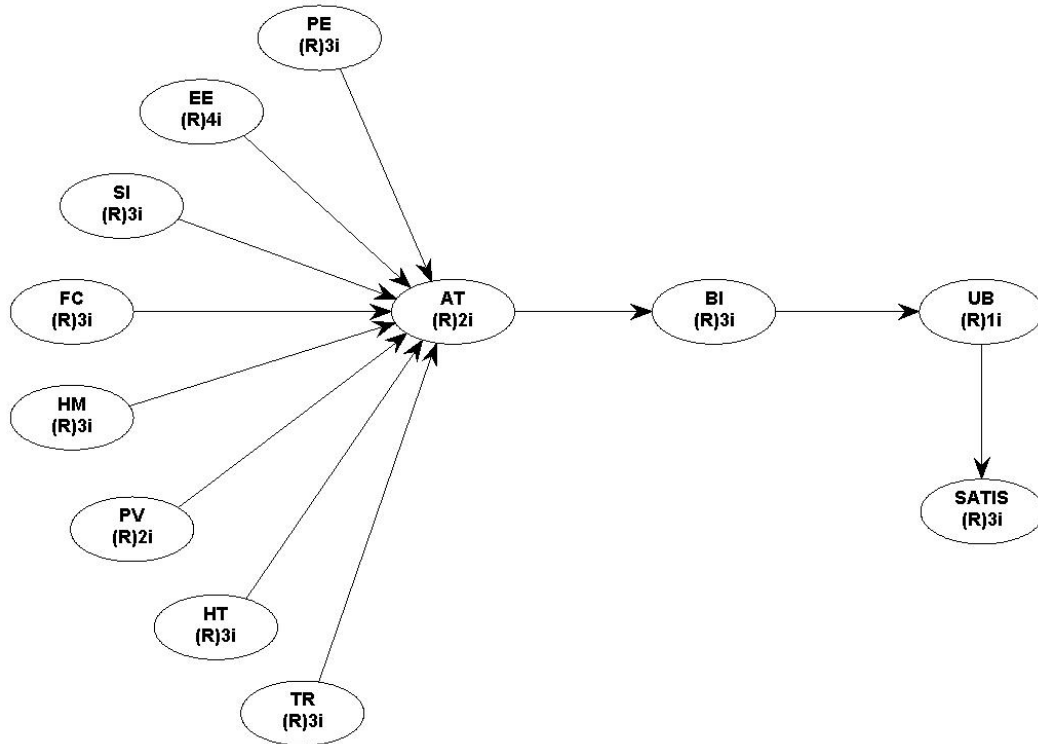 PE
(R)3i
EE
(R)4i
SI
(R)3i
FC
(R)3i
AT
(R)2i
BI
(R)3i
UB
(R)1i
HM
(R)3i
PV
(R)2i
SATIS
(R)3i
HT
(R)3i
TR
(R)3i